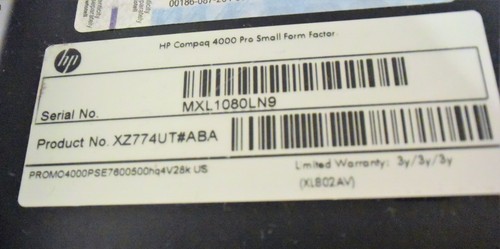 hp
HP Compaq 4000 Pro Small Form Factor
Serial No.
MXL1080LN9
Product No. XZ774UT#ABA
PROMO4000PSE7600500hq4V28k US
Limited Warranty: 3y/3y/3y
(XL802AV)